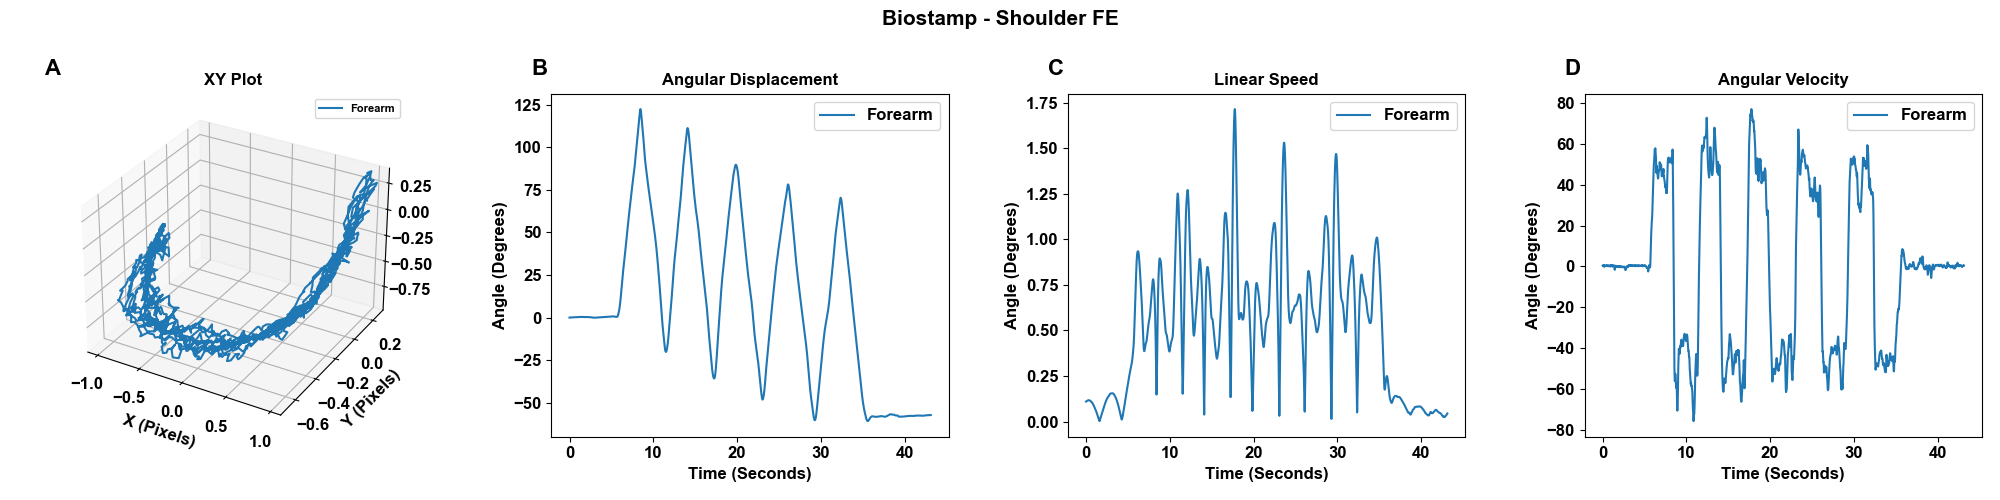 Biostamp - Shoulder FE
A
XY Plot
Forearm
0.25
0.00
−0.25
−0.50
−0.75
0.2
0.0
−0.2
−0.4
−0.6
Y (Pixels)
−1.0
−0.5
0.0
0.5
1.0
X (Pixels)
B
Angular Displacement
Forearm
Angle (Degrees)
125
100
75
50
25
0
−25
−50
0 10 20 30 40
Time (Seconds)
C
Linear Speed
Forearm
Angle (Degrees)
1.75
1.50
1.25
1.00
0.75
0.50
0.25
0.00
0 10 20 30 40
Time (Seconds)
D
Angular Velocity
Forearm
Angle (Degrees)
80
60
40
20
0
−20
−40
−60
−80
0 10 20 30 40
Time (Seconds)